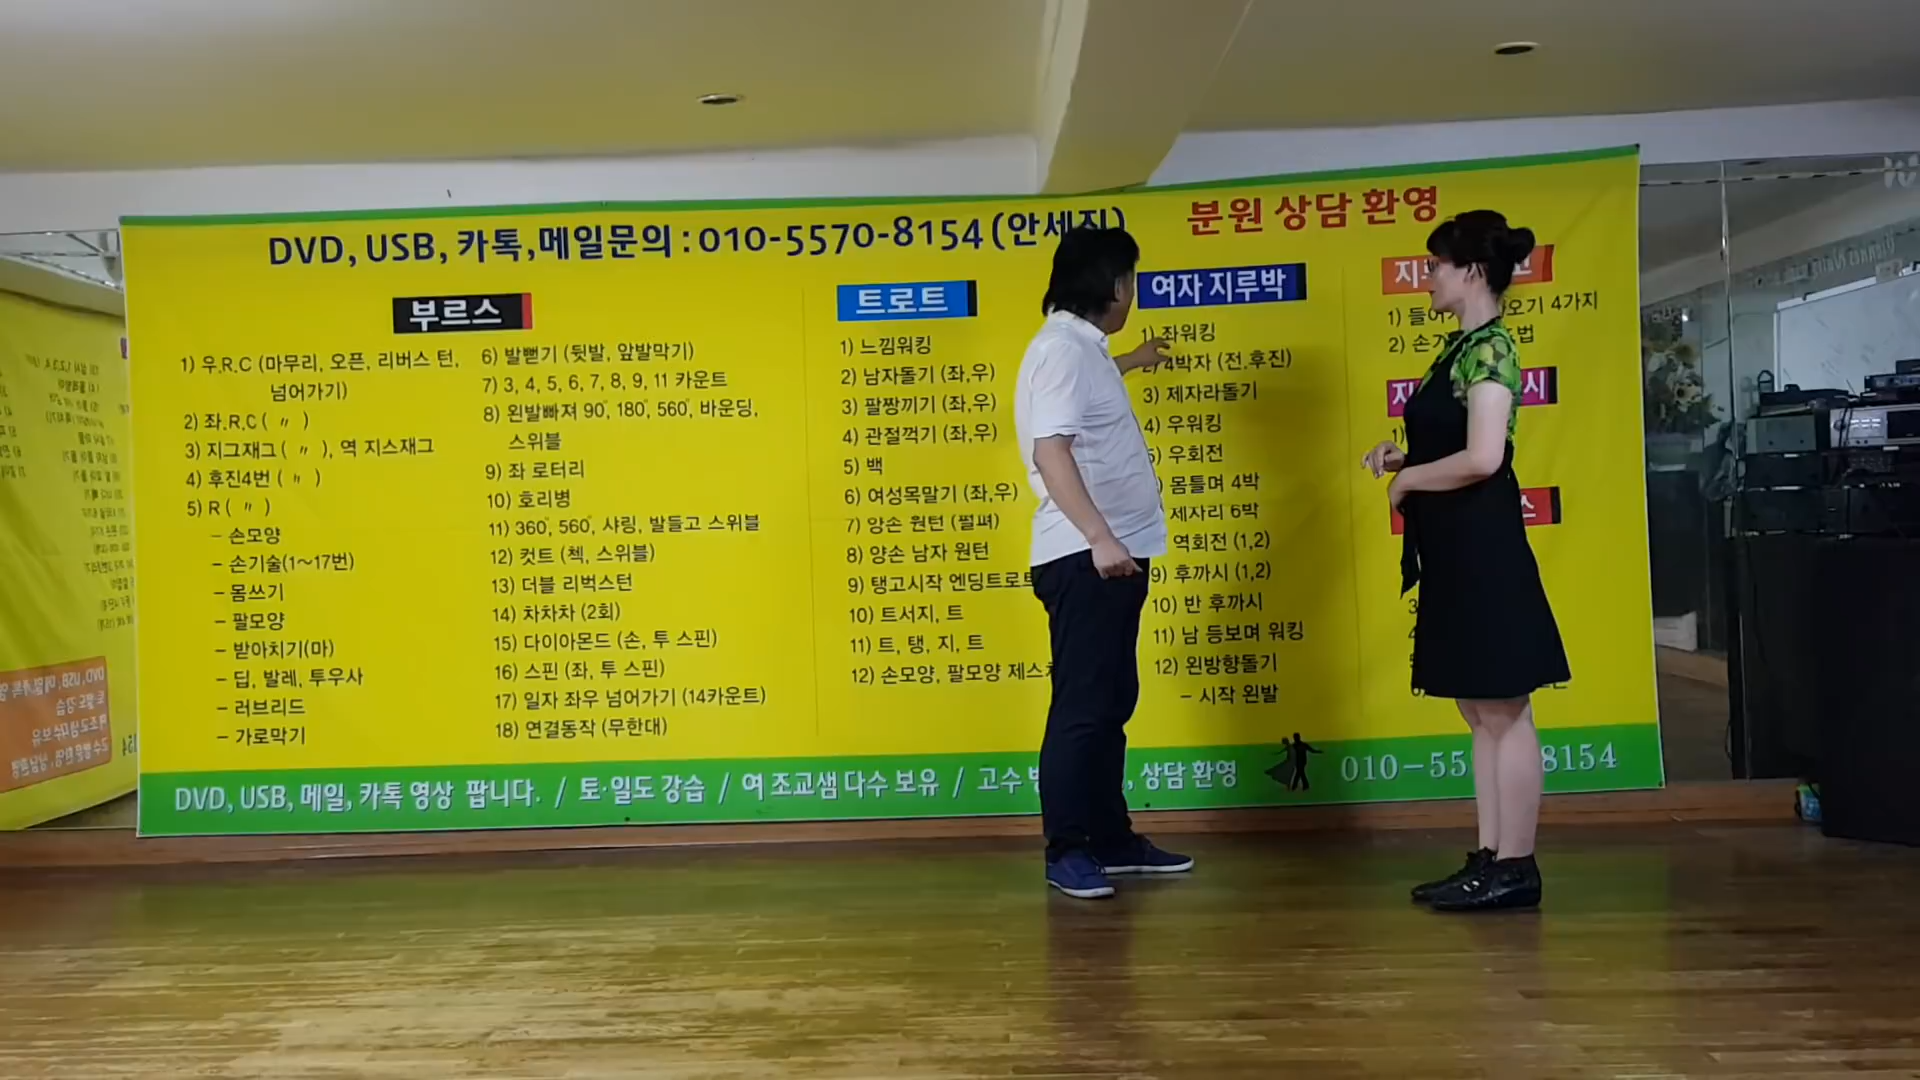 DVD, USB, 카톡, 메일문의 : 010-5570-8154 (안세진)
분원 상담 환영
부르스
1) 우.R.C (마무리, 오픈, 리버스 턴,
넘어가기)
2) 좌.R.C ( 〃 )
3) 지그재그 ( 〃 ), 역 지스재그
4) 후진4번 ( 〃 )
5) R ( 〃 )
- 손모양
- 손기술(1~17번)
- 몸쓰기
- 팔모양
- 받아치기(마)
- 딥, 발레, 투우사
- 러브리드
- 가로막기
6) 발뻗기 (뒷발, 앞발막기)
7) 3, 4, 5, 6, 7, 8, 9, 11 카운트
8) 왼발빠져 90°, 180°, 560°, 바운딩,
스위블
9) 좌 로터리
10) 호리병
11) 360°, 560°, 샤링, 발들고 스위블
12) 컷트 (첵, 스위블)
13) 더블 리벅스턴
14) 차차차 (2회)
15) 다이아몬드 (손, 투 스핀)
16) 스핀 (좌, 투 스핀)
17) 일자 좌우 넘어가기 (14카운트)
18) 연결동작 (무한대)
트로트
1) 느낌워킹
2) 남자돌기 (좌,우)
3) 팔짱끼기 (좌,우)
4) 관절꺽기 (좌,우)
5) 백
6) 여성목말기 (좌,우)
7) 양손 원턴 (펄펴)
8) 양손 남자 원턴
9) 탱고시작 엔딩트로트
10) 트서지, 트
11) 트, 탱, 지, 트
12) 손모양, 팔모양 제스
여자 지루박
1) 좌워킹
2) 4박자 (전.후진)
3) 제자라돌기
4) 우워킹
5) 우회전
몸틀며 4박
제자리 6박
역회전 (1,2)
9) 후까시 (1,2)
10) 반 후까시
11) 남 등보며 워킹
12) 왼방향돌기
- 시작 왼발
1) 들어 오기 4가지
2) 손 법
시
1)
스
DVD, USB, 메일, 카톡 영상 팝니다. / 토·일도 강습 / 여 조교샘 다수 보유 / 고수 상담 환영
010-55 8154